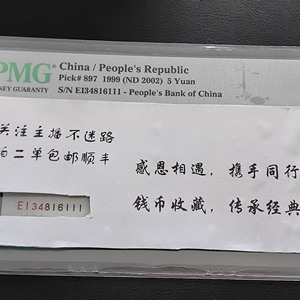 PMG
China / People's Republic
Pick# 897 1999 (ND 2002) 5 Yuan
S/N EI34816111 - People's Bank of China
NEY GUARANTY
关注主播不迷路
拍二单包邮顺丰
感恩相遇，携手同行
钱币收藏，传承经典
EI34816111